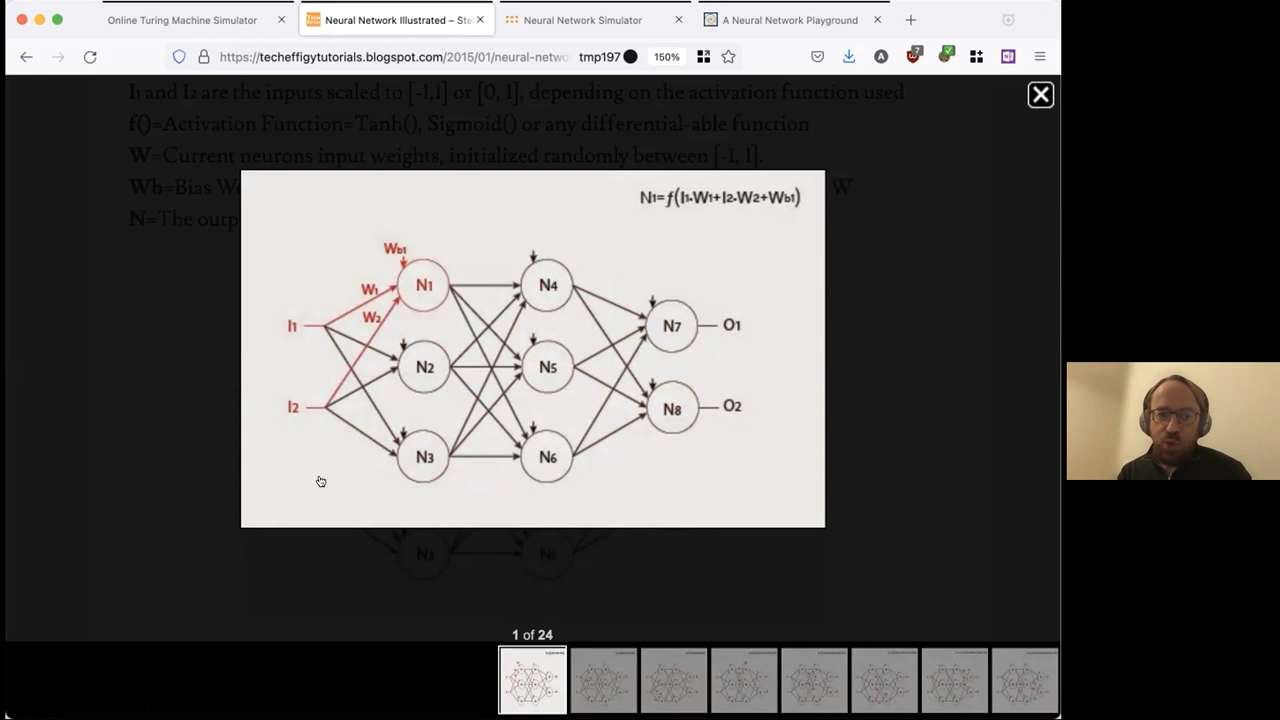 Online Turing Machine Simulator
Neural Network Illustrated – Ste
Neural Network Simulator
A Neural Network Playground
https://techeffigytutorials.blogspot.com/2015/01/neural-netwo
tmp197
150%
7
I1 and I2 are the inputs scaled to [-1,1] or [0, 1], depending on the activation function used
f()=Activation Function=Tanh(), Sigmoid() or any differential-able function
W=Current neurons input weights, initialized randomly between [-1, 1].
Wb=Bias We W
N=The outp
N1=f(I1.W1+I2.W2+Wb1)
Wb1
N1 N4
W1
W2
I1 N7 O1
N2 N5
I2 N8 O2
N3 N6
N3
1 of 24